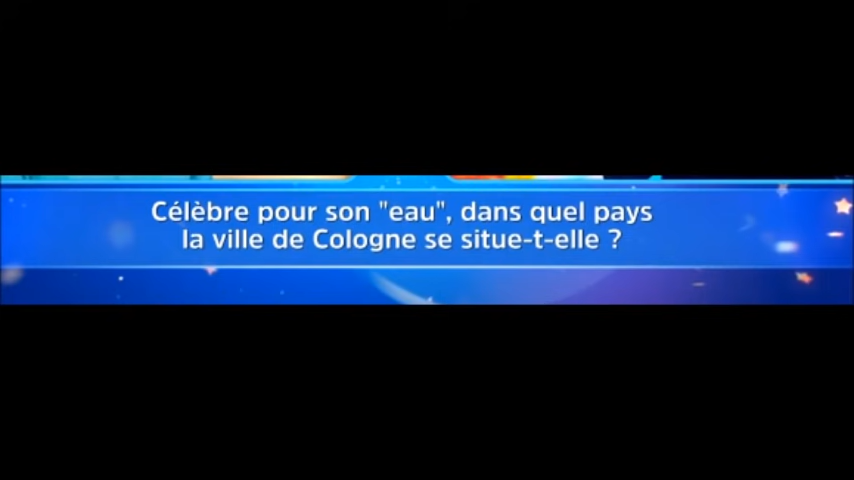 Célèbre pour son "eau", dans quel pays
la ville de Cologne se situe-t-elle ?